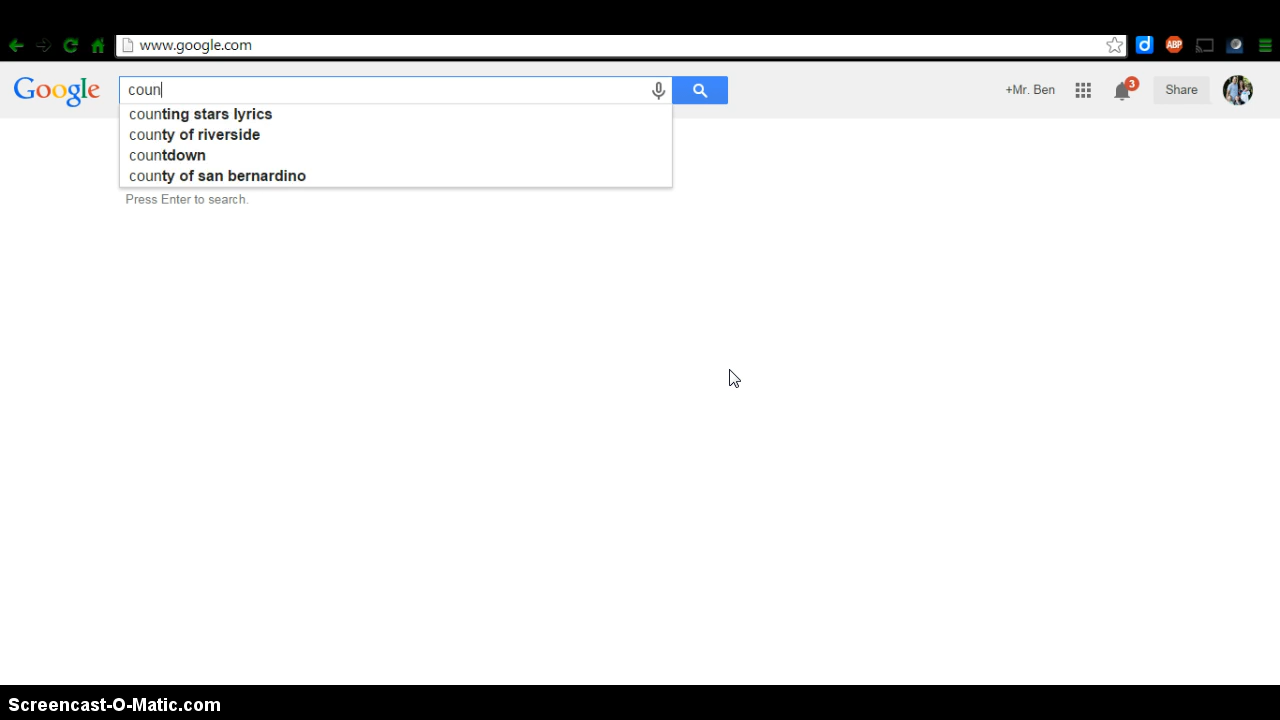 www.google.com
ABP
Google
coun
+Mr. Ben
3
Share
counting stars lyrics
county of riverside
countdown
county of san bernardino
Press Enter to search.
Screencast-O-Matic.com